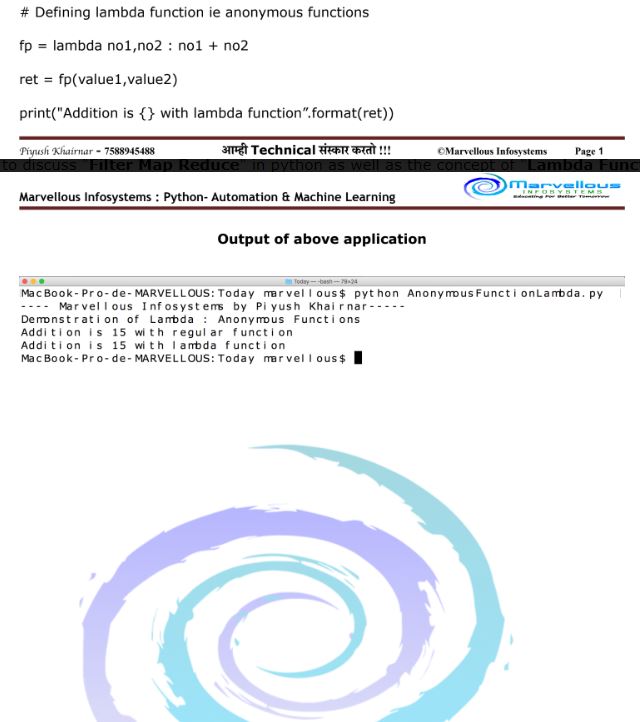 # Defining lambda function ie anonymous functions
fp = lambda no1,no2 : no1 + no2
ret = fp(value1,value2)
print("Addition is {} with lambda function”.format(ret))
Piyush Khairnar - 7588945488 आम्ही Technical संस्कार करतो !!! ©Marvellous Infosystems Page 1
to discuss "Filter Map Reduce" in python as well as the concept of "Lambda Func
Marvellous Infosystems : Python- Automation & Machine Learning
Marvellous
INFOSYSTEMS
Educating For Better Tomorrow
Output of above application
Today — -bash — 79×24
MacBook-Pro-de-MARVELLOUS:Today marvellous$ python AnonymousFunctionLambda.py
---- Marvellous Infosystems by Piyush Khairnar-----
Demonstration of Lambda : Anonymous Functions
Addition is 15 with regular function
Addition is 15 with lambda function
MacBook-Pro-de-MARVELLOUS:Today marvellous$